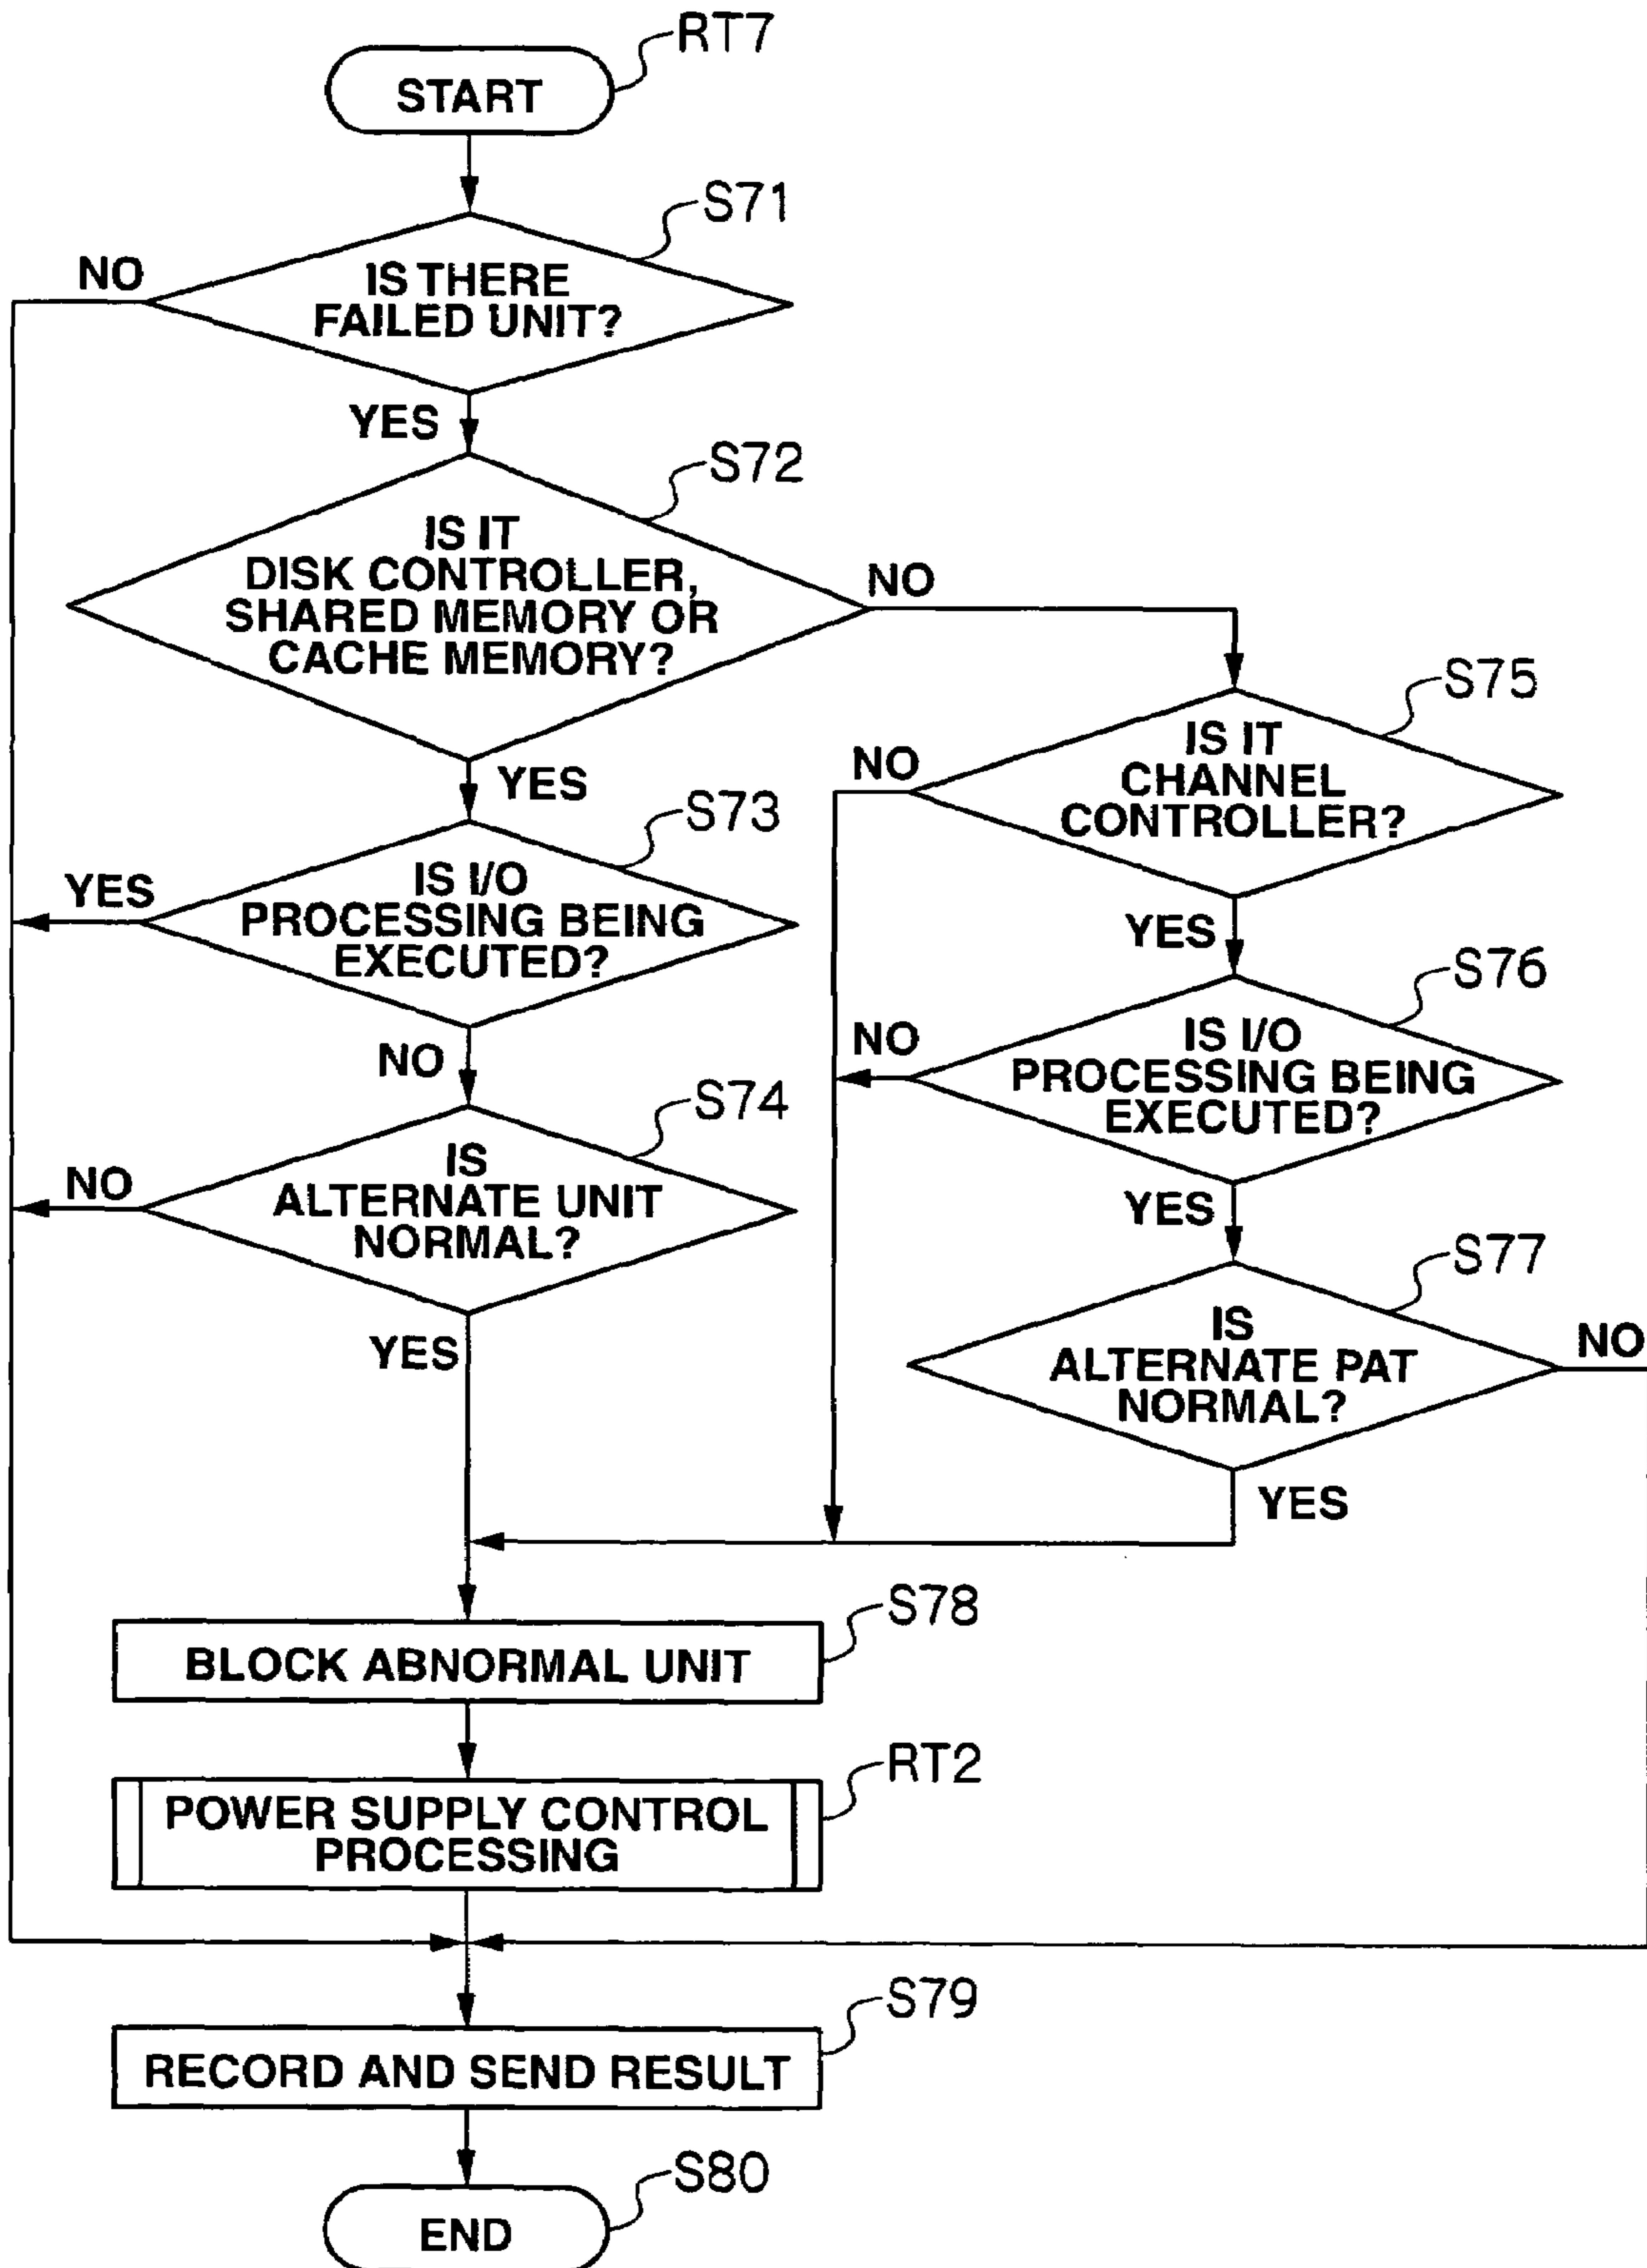 RT7
START
S71
NO
IS THERE
FAILED UNIT?
YES
S72
IS IT
DISK CONTROLLER,
SHARED MEMORY OR
CACHE MEMORY?
NO
YES
S75
IS IT
CHANNEL
CONTROLLER?
NO
YES
S73
IS I/O
PROCESSING BEING
EXECUTED?
YES
NO
S76
IS I/O
PROCESSING BEING
EXECUTED?
NO
YES
S74
IS
ALTERNATE UNIT
NORMAL?
NO
YES
S77
IS
ALTERNATE PAT
NORMAL?
NO
YES
S78
BLOCK ABNORMAL UNIT
RT2
POWER SUPPLY CONTROL
PROCESSING
S79
RECORD AND SEND RESULT
S80
END